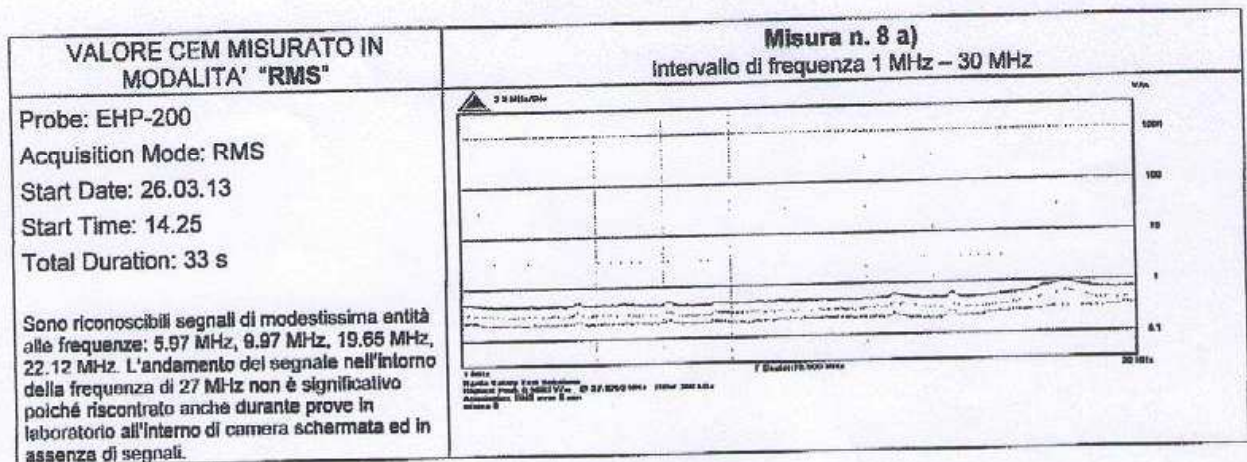 VALORE CEM MISURATO IN
MODALITA' "RMS"
Misura n. 8 a)
Intervallo di frequenza 1 MHz – 30 MHz
Probe: EHP-200
Acquisition Mode: RMS
Start Date: 26.03.13
Start Time: 14.25
Total Duration: 33 s
Sono riconoscibili segnali di modestissima entità
alle frequenze: 5.97 MHz, 9.97 MHz, 19.65 MHz,
22.12 MHz. L'andamento del segnale nell'intorno
della frequenza di 27 MHz non è significativo
poiché riscontrato anche durante prove in
laboratorio all'interno di camera schermata ed in
assenza di segnali.
V/m
100
10
1
0.1
1 MHz